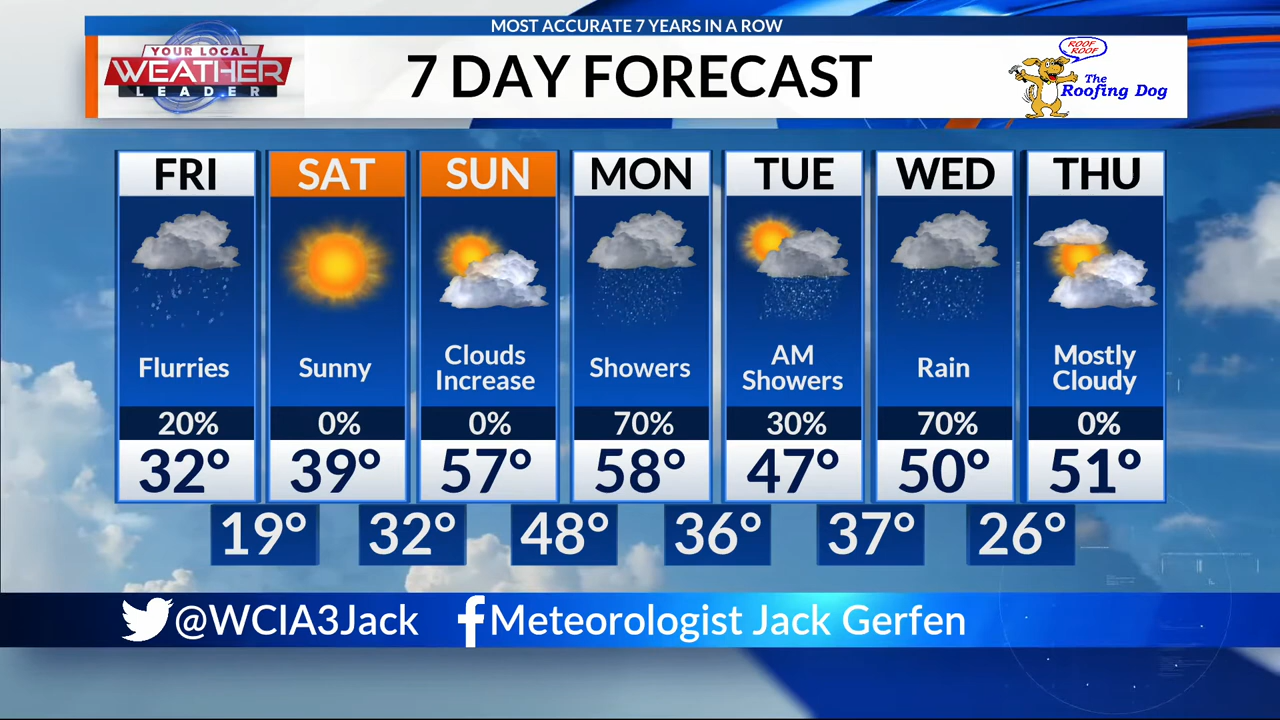 MOST ACCURATE 7 YEARS IN A ROW
YOUR LOCAL
WEATHER
LEADER
7 DAY FORECAST
ROOF
ROOF
The
Roofing Dog
FRI SAT SUN MON TUE WED THU
Flurries
Sunny
Clouds
Increase
Showers
AM
Showers
Rain
Mostly
Cloudy
20% 0% 0% 70% 30% 70% 0%
32° 39° 57° 58° 47° 50° 51°
19° 32° 48° 36° 37° 26°
@WCIA3Jack Meteorologist Jack Gerfen